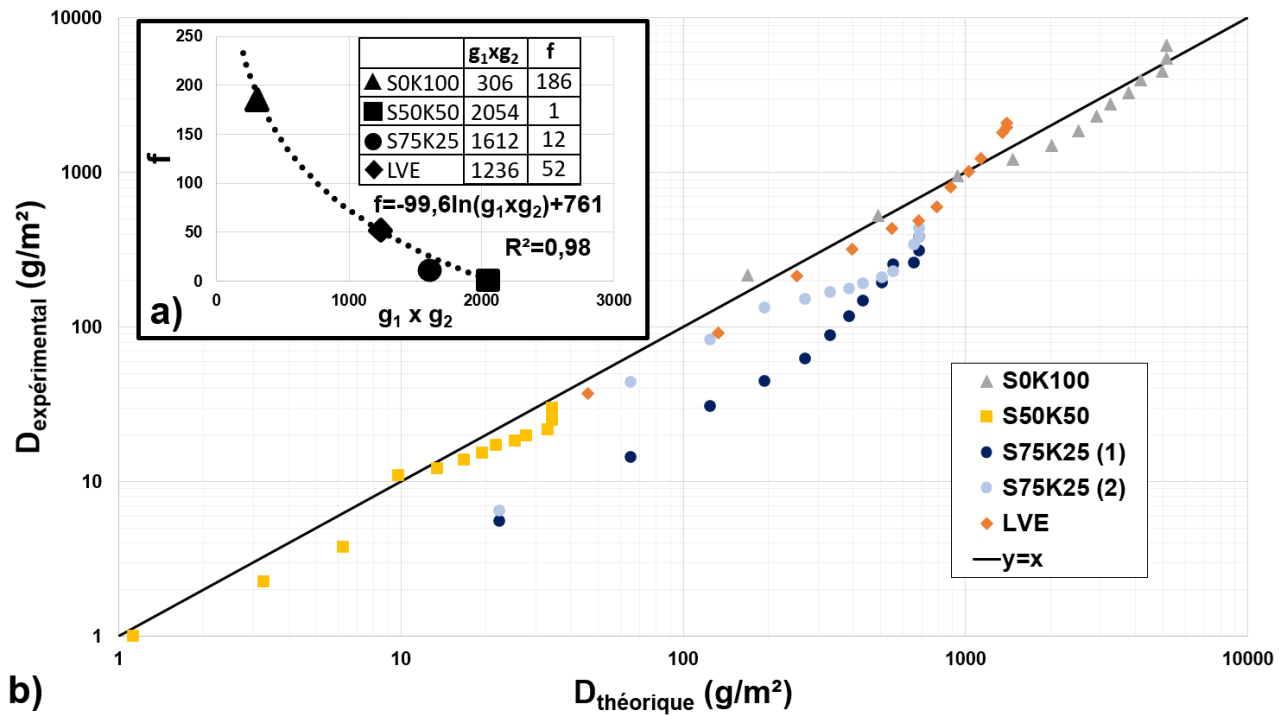 10000
1000
100
10
1
D_expérimental (g/m²)
250
200
150
100
50
0
f
g₁xg₂ f
S0K100 306 186
S50K50 2054 1
S75K25 1612 12
LVE 1236 52
f=-99,6ln(g₁xg₂)+761
R²=0,98
0 1000 2000 3000
a)
g₁ x g₂
S0K100
S50K50
S75K25 (1)
S75K25 (2)
LVE
y=x
1 10 100 1000 10000
b)
D_théorique (g/m²)